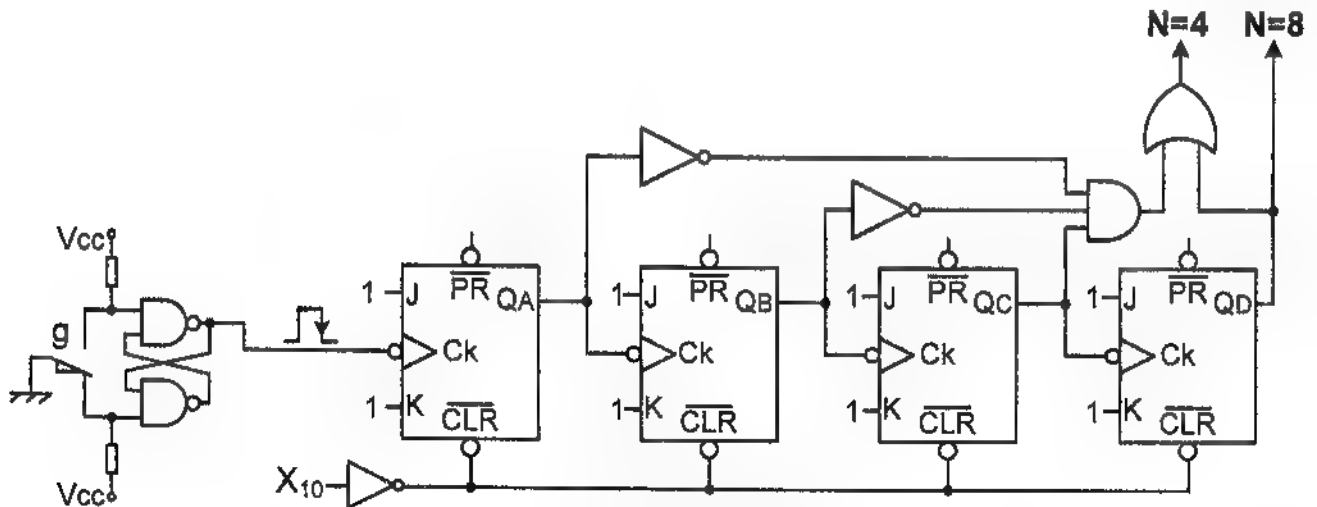 N=4 N=8
Vcc
g
Vcc
1 J PR QA
Ck
1 K CLR
1 J PR QB
Ck
1 K CLR
1 J PR QC
Ck
1 K CLR
1 J PR QD
Ck
1 K CLR
X10